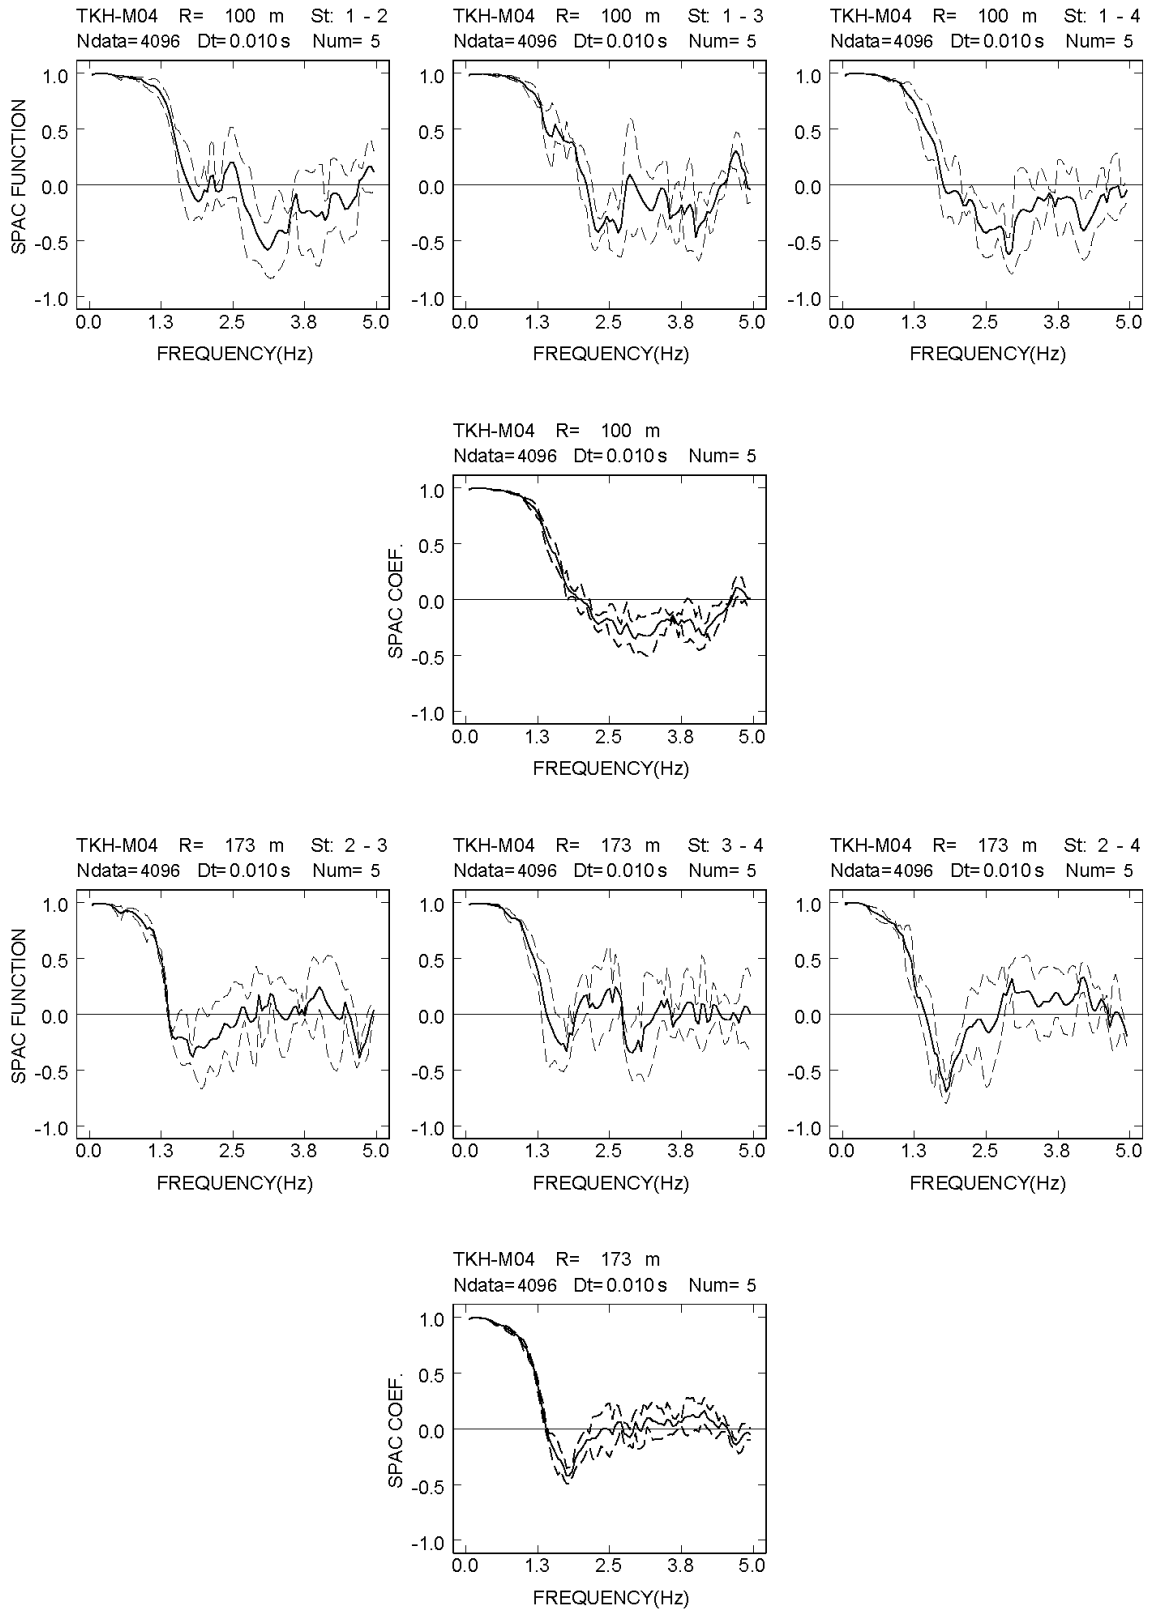 TKH-M04 R= 100 m St: 1 - 2
Ndata=4096 Dt=0.010 s Num= 5
1.0
0.5
0.0
-0.5
-1.0
SPAC FUNCTION
0.0 1.3 2.5 3.8 5.0
FREQUENCY(Hz)
TKH-M04 R= 100 m St: 1 - 3
Ndata=4096 Dt=0.010 s Num= 5
1.0
0.5
0.0
-0.5
-1.0
0.0 1.3 2.5 3.8 5.0
FREQUENCY(Hz)
TKH-M04 R= 100 m St: 1 - 4
Ndata=4096 Dt=0.010 s Num= 5
1.0
0.5
0.0
-0.5
-1.0
0.0 1.3 2.5 3.8 5.0
FREQUENCY(Hz)
TKH-M04 R= 100 m
Ndata=4096 Dt=0.010 s Num= 5
1.0
0.5
0.0
-0.5
-1.0
SPAC COEF.
0.0 1.3 2.5 3.8 5.0
FREQUENCY(Hz)
TKH-M04 R= 173 m St: 2 - 3
Ndata=4096 Dt=0.010 s Num= 5
1.0
0.5
0.0
-0.5
-1.0
SPAC FUNCTION
0.0 1.3 2.5 3.8 5.0
FREQUENCY(Hz)
TKH-M04 R= 173 m St: 3 - 4
Ndata=4096 Dt=0.010 s Num= 5
1.0
0.5
0.0
-0.5
-1.0
0.0 1.3 2.5 3.8 5.0
FREQUENCY(Hz)
TKH-M04 R= 173 m St: 2 - 4
Ndata=4096 Dt=0.010 s Num= 5
1.0
0.5
0.0
-0.5
-1.0
0.0 1.3 2.5 3.8 5.0
FREQUENCY(Hz)
TKH-M04 R= 173 m
Ndata=4096 Dt=0.010 s Num= 5
1.0
0.5
0.0
-0.5
-1.0
SPAC COEF.
0.0 1.3 2.5 3.8 5.0
FREQUENCY(Hz)